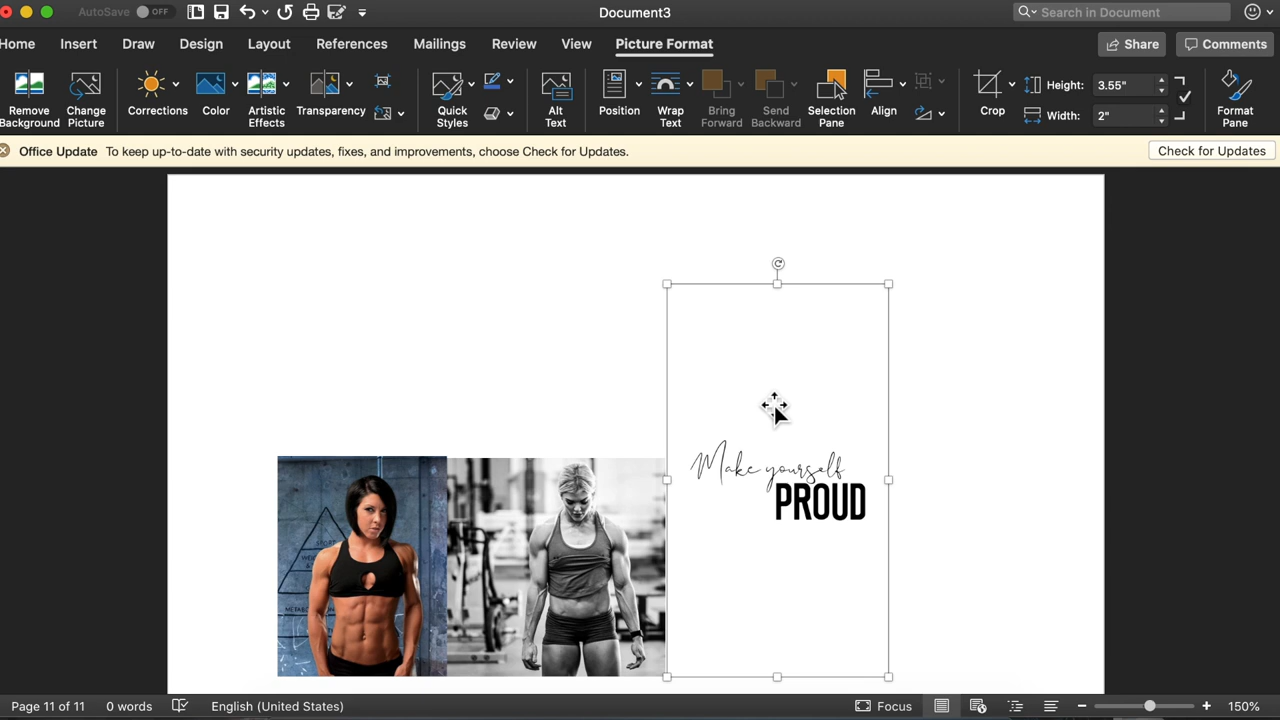 AutoSave OFF Document3 Search in Document
Home Insert Draw Design Layout References Mailings Review View Picture Format Share Comments
Remove Background
Change Picture
Corrections
Color
Artistic Effects
Transparency
Quick Styles
Alt Text
Position
Wrap Text
Bring Forward
Send Backward
Selection Pane
Align
Crop
Height: 3.55"
Width: 2"
Format Pane
Office Update To keep up-to-date with security updates, fixes, and improvements, choose Check for Updates. Check for Updates
Make yourself
PROUD
Page 11 of 11 0 words English (United States) Focus 150%